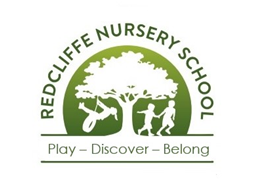 REDCLIFFE NURSERY SCHOOL
Play – Discover – Belong